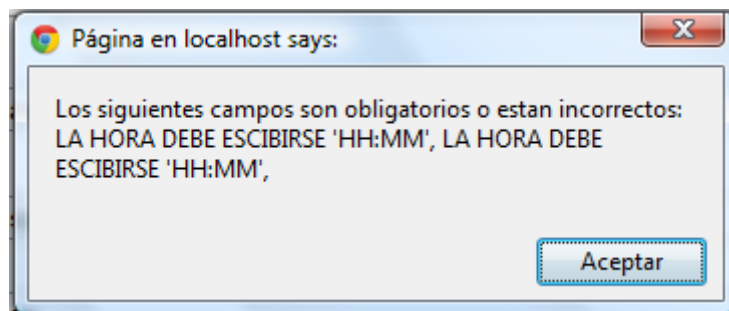 Página en localhost says:
Los siguientes campos son obligatorios o estan incorrectos:
LA HORA DEBE ESCIBIRSE 'HH:MM', LA HORA DEBE
ESCIBIRSE 'HH:MM',
Aceptar